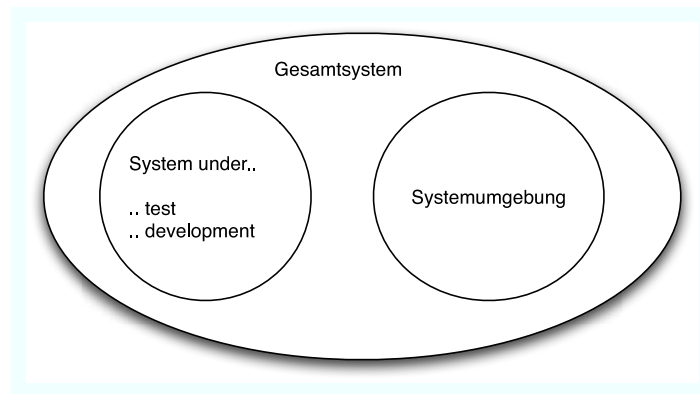 Gesamtsystem
System under..
.. test
.. development
Systemumgebung